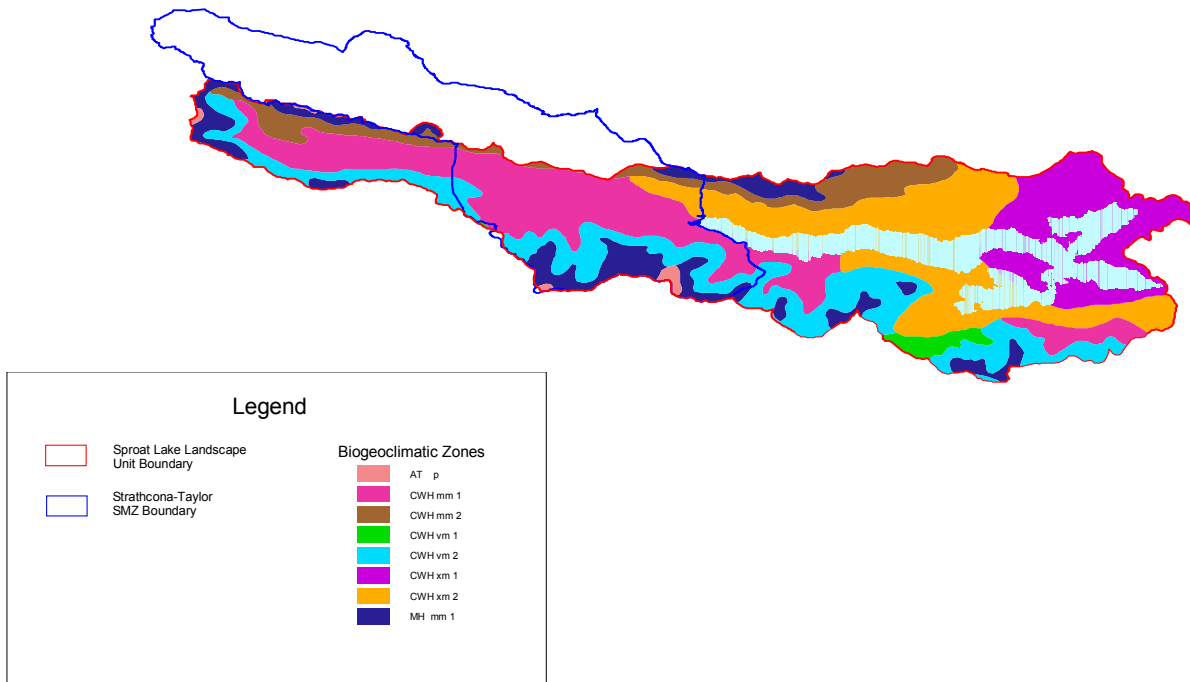 Legend
Sproat Lake Landscape
Unit Boundary
Strathcona-Taylor
SMZ Boundary
Biogeoclimatic Zones
AT p
CWH mm 1
CWH mm 2
CWH vm 1
CWH vm 2
CWH xm 1
CWH xm 2
MH mm 1